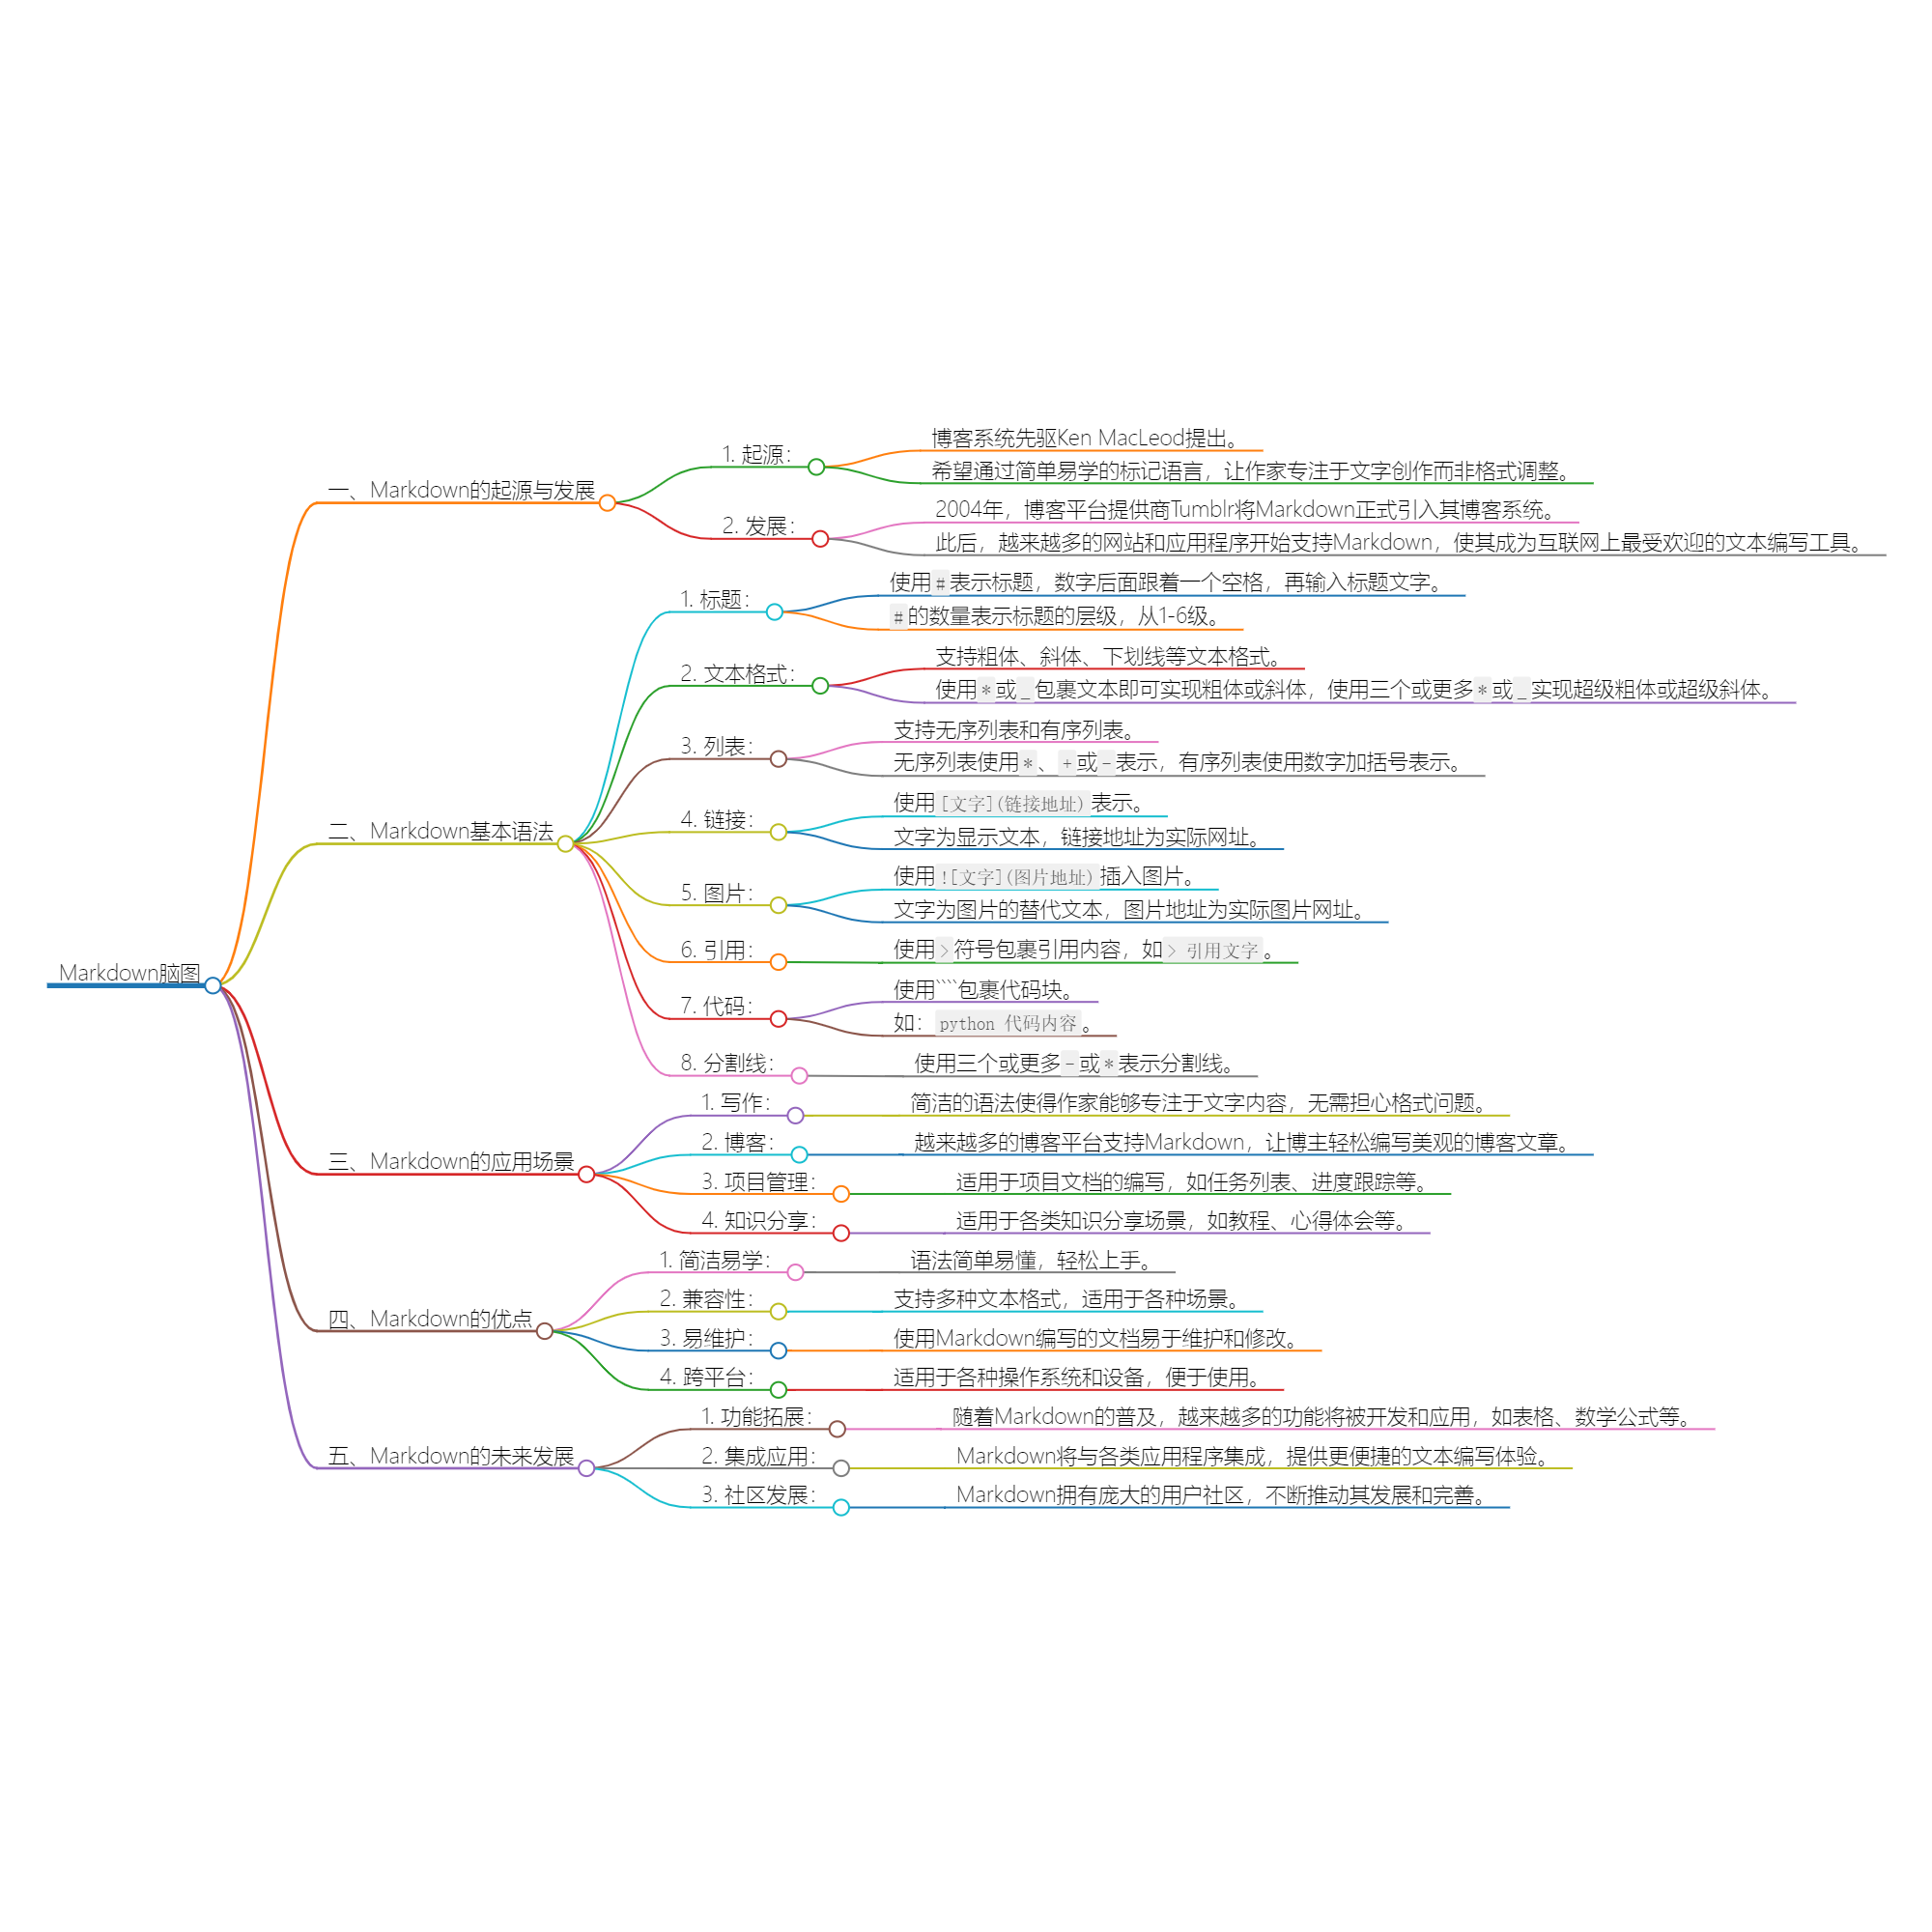 Markdown脑图
一、Markdown的起源与发展
1. 起源：
博客系统先驱Ken MacLeod提出。
希望通过简单易学的标记语言，让作家专注于文字创作而非格式调整。
2. 发展：
2004年，博客平台提供商Tumblr将Markdown正式引入其博客系统。
此后，越来越多的网站和应用程序开始支持Markdown，使其成为互联网上最受欢迎的文本编写工具。
二、Markdown基本语法
1. 标题：
使用#表示标题，数字后面跟着一个空格，再输入标题文字。
#的数量表示标题的层级，从1-6级。
2. 文本格式：
支持粗体、斜体、下划线等文本格式。
使用*或_包裹文本即可实现粗体或斜体，使用三个或更多*或_实现超级粗体或超级斜体。
3. 列表：
支持无序列表和有序列表。
无序列表使用*、+或-表示，有序列表使用数字加括号表示。
4. 链接：
使用[文字](链接地址)表示。
文字为显示文本，链接地址为实际网址。
5. 图片：
使用![文字](图片地址)插入图片。
文字为图片的替代文本，图片地址为实际图片网址。
6. 引用：
使用>符号包裹引用内容，如> 引用文字。
7. 代码：
使用````包裹代码块。
如：python 代码内容。
8. 分割线：
使用三个或更多-或*表示分割线。
三、Markdown的应用场景
1. 写作：
简洁的语法使得作家能够专注于文字内容，无需担心格式问题。
2. 博客：
越来越多的博客平台支持Markdown，让博主轻松编写美观的博客文章。
3. 项目管理：
适用于项目文档的编写，如任务列表、进度跟踪等。
4. 知识分享：
适用于各类知识分享场景，如教程、心得体会等。
四、Markdown的优点
1. 简洁易学：
语法简单易懂，轻松上手。
2. 兼容性：
支持多种文本格式，适用于各种场景。
3. 易维护：
使用Markdown编写的文档易于维护和修改。
4. 跨平台：
适用于各种操作系统和设备，便于使用。
五、Markdown的未来发展
1. 功能拓展：
随着Markdown的普及，越来越多的功能将被开发和应用，如表格、数学公式等。
2. 集成应用：
Markdown将与各类应用程序集成，提供更便捷的文本编写体验。
3. 社区发展：
Markdown拥有庞大的用户社区，不断推动其发展和完善。